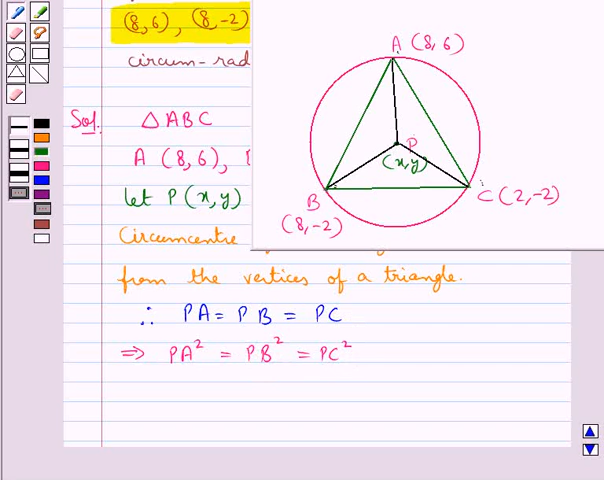 (8,6), (8,-2)
circum-rad
Sol.
△ABC
A (8,6),
let P(x,y)
Circumcentre
from the vertices of a triangle.
∴ PA = PB = PC
⇒ PA² = PB² = PC²
A (8,6)
P
(x,y)
B
(8,-2)
C (2,-2)